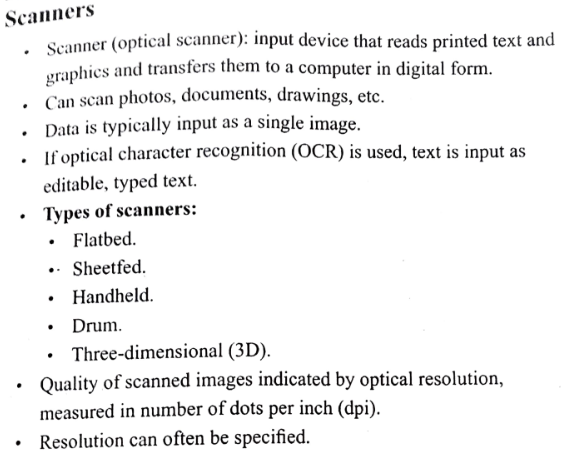 Scanners
• Scanner (optical scanner): input device that reads printed text and
graphics and transfers them to a computer in digital form.
• Can scan photos, documents, drawings, etc.
• Data is typically input as a single image.
• If optical character recognition (OCR) is used, text is input as
editable, typed text.
• Types of scanners:
• Flatbed.
• Sheetfed.
• Handheld.
• Drum.
• Three-dimensional (3D).
• Quality of scanned images indicated by optical resolution,
measured in number of dots per inch (dpi).
• Resolution can often be specified.